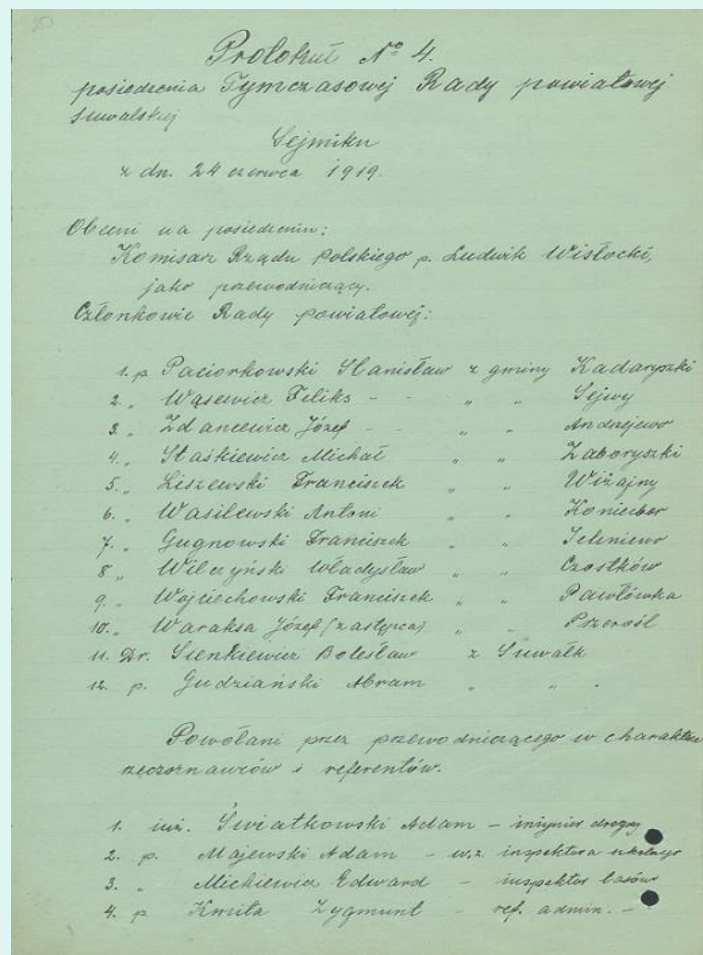 20
Protokuł № 4.
posiedzenia Tymczasowej Rady powiatowej
suwalskiej
Sejmiku
z dn. 24 czerwca 1919.
Obecni na posiedzeniu:
Komisarz Rządu Polskiego p. Ludwik Wisłocki,
jako przewodniczący.
Członkowie Rady powiatowej:
1. p. Paciorkowski Stanisław z gminy Kadaryszki
2. „ Wąsewicz Feliks - - „ „ Sejwy
3. „ Zdancewicz Józef - - „ „ Andrzejewo
4. „ Staśkiewicz Michał „ „ Zaboryszki
5. „ Liszewski Franciszek „ „ Wiżajny
6. „ Wasilewski Antoni „ „ Koniecbor
7. „ Gugnowski Franciszek „ „ Jeleniewo
8 „ Wilczyński Władysław „ „ Czostków
9. „ Wojciechowski Franciszek „ „ Pawłówka
10. „ Waraksa Józef (zastępca) „ „ Przerośl
11. Dr. Sienkiewicz Bolesław z Suwałk
12. p. Gudziański Abram „ „ .
Powołani przez przewodniczącego w charakterze
rzeczoznawców i referentów.
1. inż. Światkowski Adam – inżynier drogowy
2. p. Majewski Adam – w.z. inspektora szkolnego
3. „ Mickiewicz Edward – inspektor lasów
4. p Kmita Zygmunt – ref. admin. –